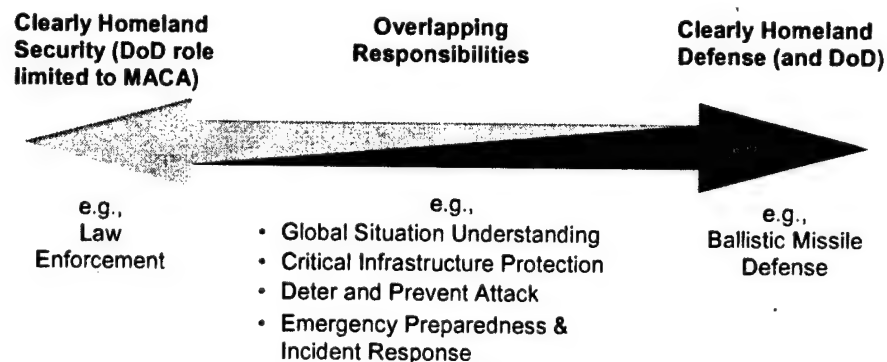 Clearly Homeland
Security (DoD role
limited to MACA)
Overlapping
Responsibilities
Clearly Homeland
Defense (and DoD)
e.g.,
Law
Enforcement
e.g.,
• Global Situation Understanding
• Critical Infrastructure Protection
• Deter and Prevent Attack
• Emergency Preparedness &
Incident Response
e.g.,
Ballistic Missile
Defense